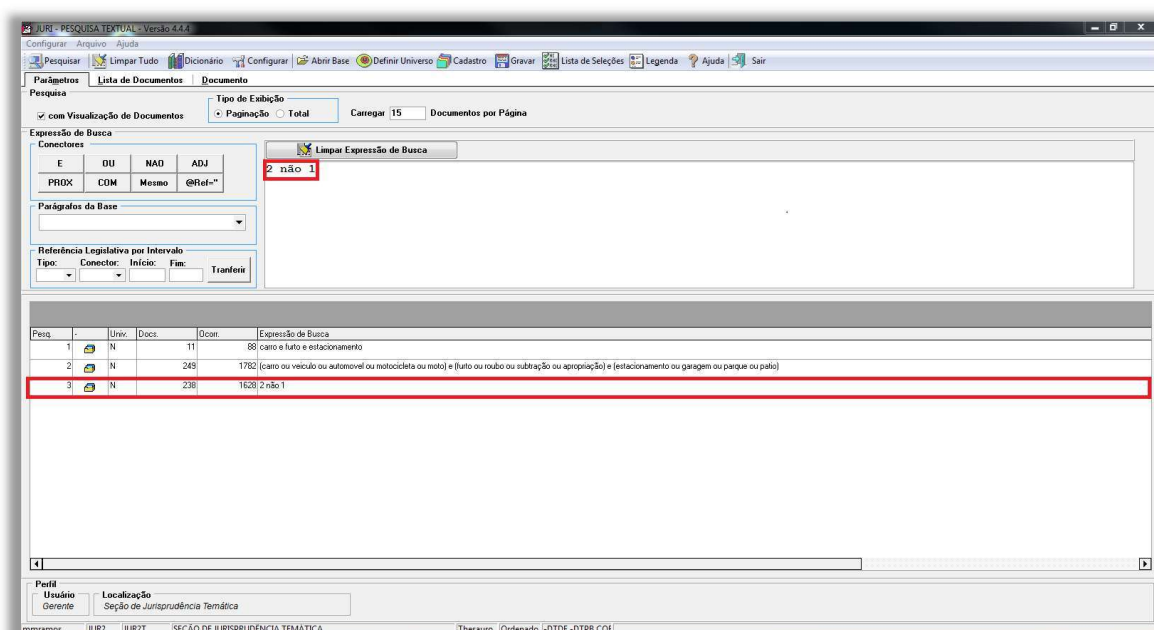 JURI - PESQUISA TEXTUAL - Versão 4.4.4
Configurar Arquivo Ajuda
Pesquisar Limpar Tudo Dicionário Configurar Abrir Base Definir Universo Cadastro Gravar Lista de Seleções Legenda Ajuda Sair
Parâmetros Lista de Documentos Documento
Pesquisa
Tipo de Exibição
com Visualização de Documentos Paginação Total Carregar 15 Documentos por Página
Expressão de Busca
Conectores
Limpar Expressão de Busca
E OU NAO ADJ
2 não 1
PROX COM Mesmo @Ref="
Parágrafos da Base
Referência Legislativa por Intervalo
Tipo: Conector: Início: Fim:
Tranferir
Pesq. - Univ. Docs. Ocorr. Expressão de Busca
1 N 11 88 carro e furto e estacionamento
2 N 249 1782 (carro ou veiculo ou automovel ou motocicleta ou moto) e (furto ou roubo ou subtração ou apropriação) e (estacionamento ou garagem ou parque ou patio)
3 N 238 1628 2 não 1
Perfil
Usuário Localização
Gerente Seção de Jurisprudência Temática
mmramos JUR2 JUR2T SEÇÃO DE JURISPRUDÊNCIA TEMÁTICA Thesauro Ordenado